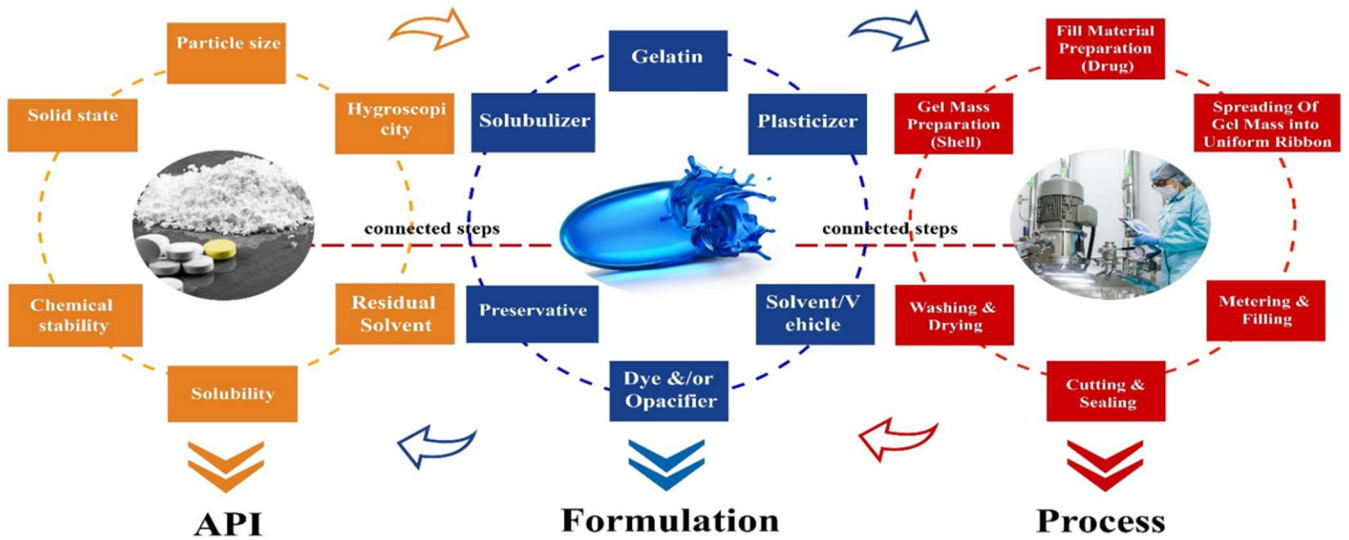 Particle size
Solid state
Hygroscopi
city
Chemical
stability
Residual
Solvent
Solubility
API
connected steps
Gelatin
Solubulizer
Plasticizer
Preservative
Solvent/V
ehicle
Dye &/or
Opacifier
Formulation
connected steps
Fill Material
Preparation
(Drug)
Gel Mass
Preparation
(Shell)
Spreading Of
Gel Mass into
Uniform Ribbon
Washing &
Drying
Metering &
Filling
Cutting &
Sealing
Process